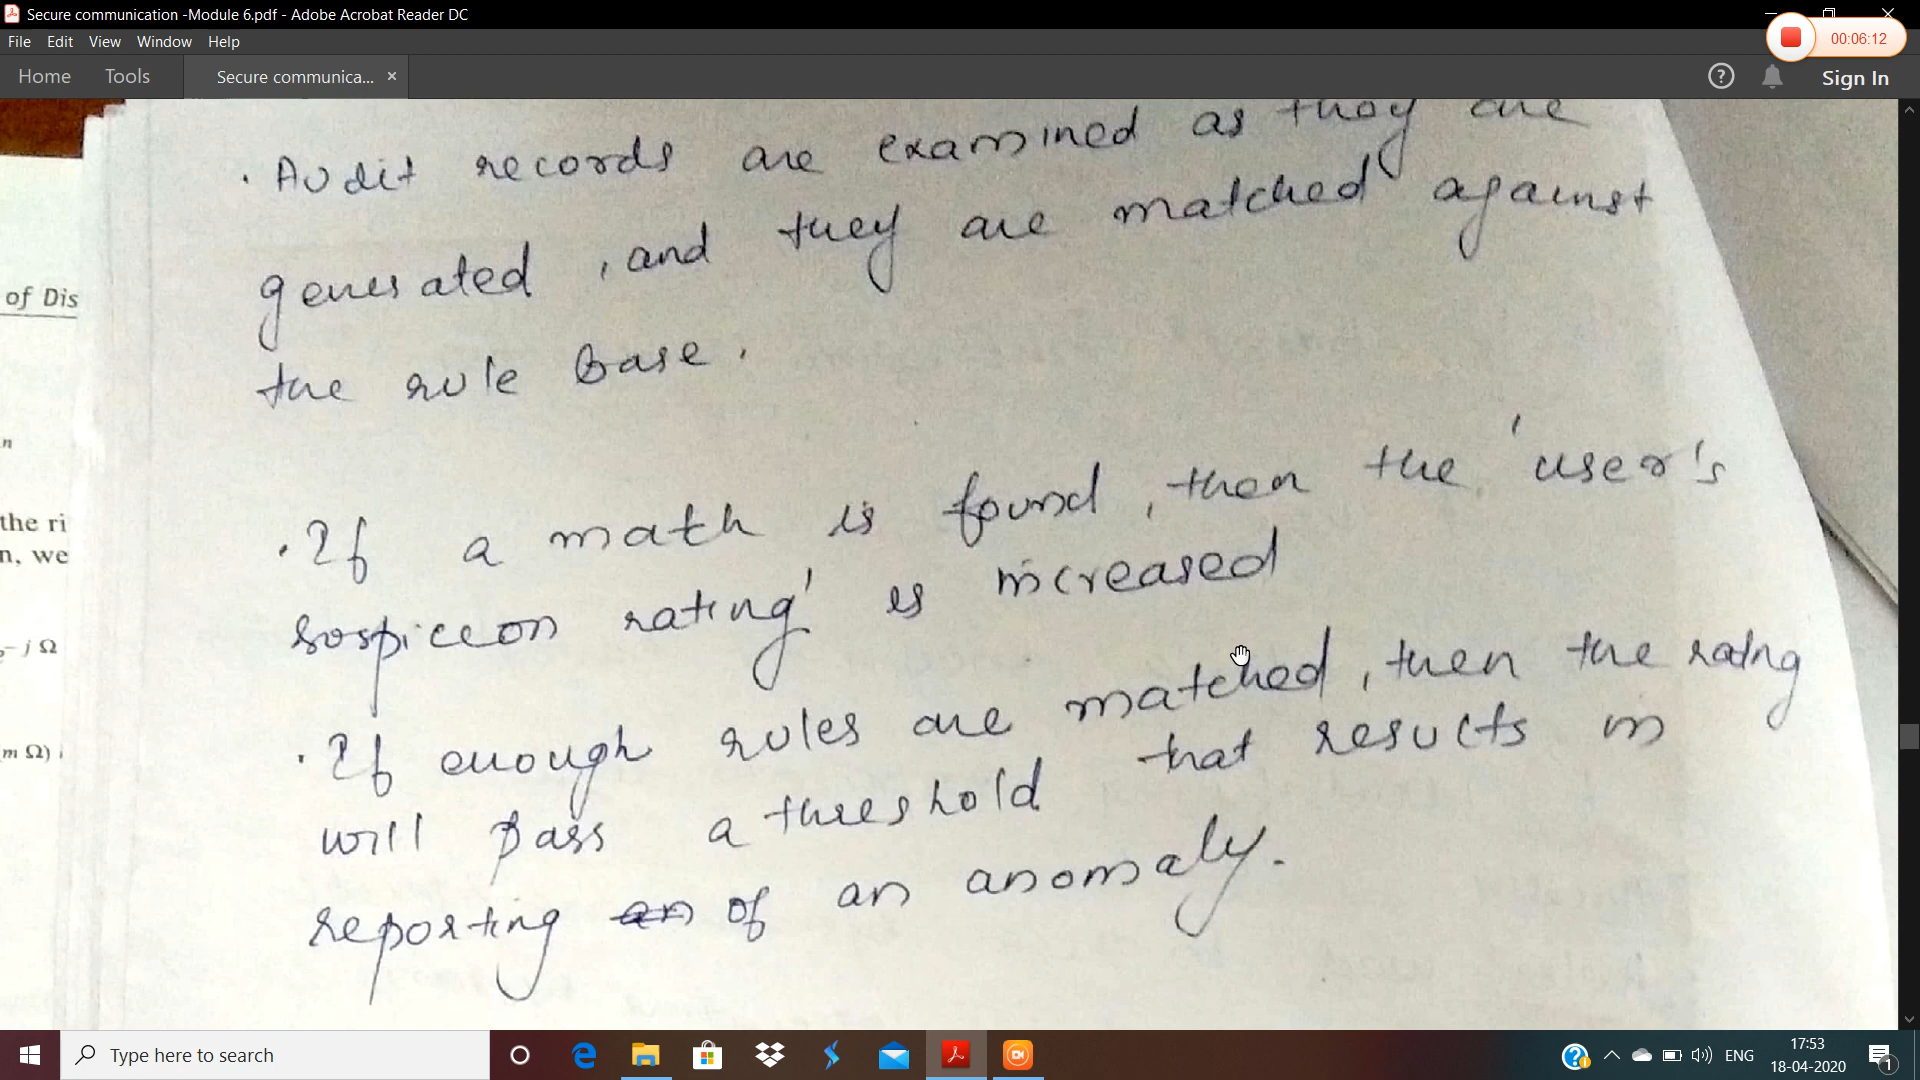 Secure communication -Module 6.pdf - Adobe Acrobat Reader DC
File Edit View Window Help
00:06:12
Home Tools Secure communica... × Sign In
. Audit records are examined as they are
generated , and they are matched against
the rule base .
. If a math is found , then the 'user's
suspicion rating' is increased
. If enough rules are matched , then the rating
will pass a threshold that results in
reporting an of an anomaly.
of Dis
n
the ri
n, we
- j Ω
m Ω)
Type here to search
ENG
17:53
18-04-2020
1